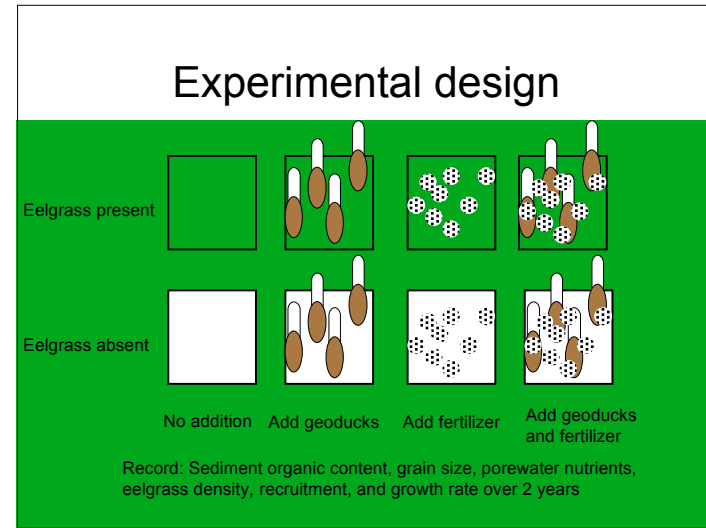 Experimental design
Eelgrass present
Eelgrass absent
No addition
Add geoducks
Add fertilizer
Add geoducks
and fertilizer
Record: Sediment organic content, grain size, porewater nutrients,
eelgrass density, recruitment, and growth rate over 2 years